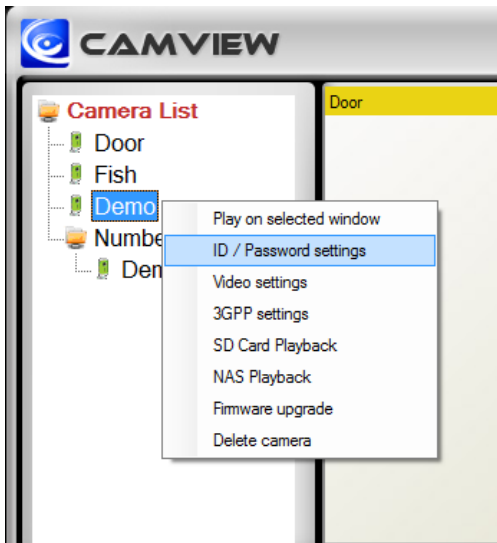 CAMVIEW
Camera List
Door
Door
Fish
Demo
Play on selected window
ID / Password settings
Video settings
3GPP settings
SD Card Playback
NAS Playback
Firmware upgrade
Delete camera